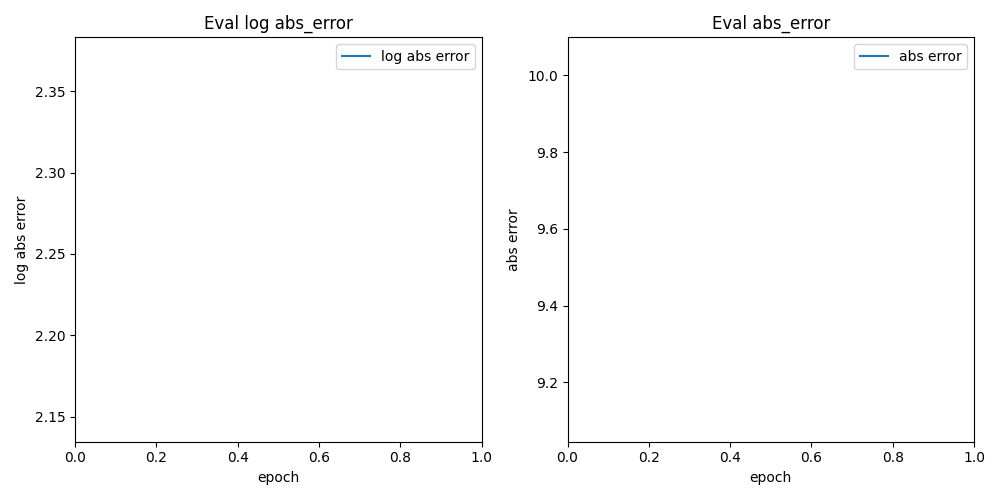 Eval log abs_error
log abs error
2.35
2.30
2.25
2.20
2.15
log abs error
0.0 0.2 0.4 0.6 0.8 1.0
epoch
Eval abs_error
abs error
10.0
9.8
9.6
9.4
9.2
abs error
0.0 0.2 0.4 0.6 0.8 1.0
epoch